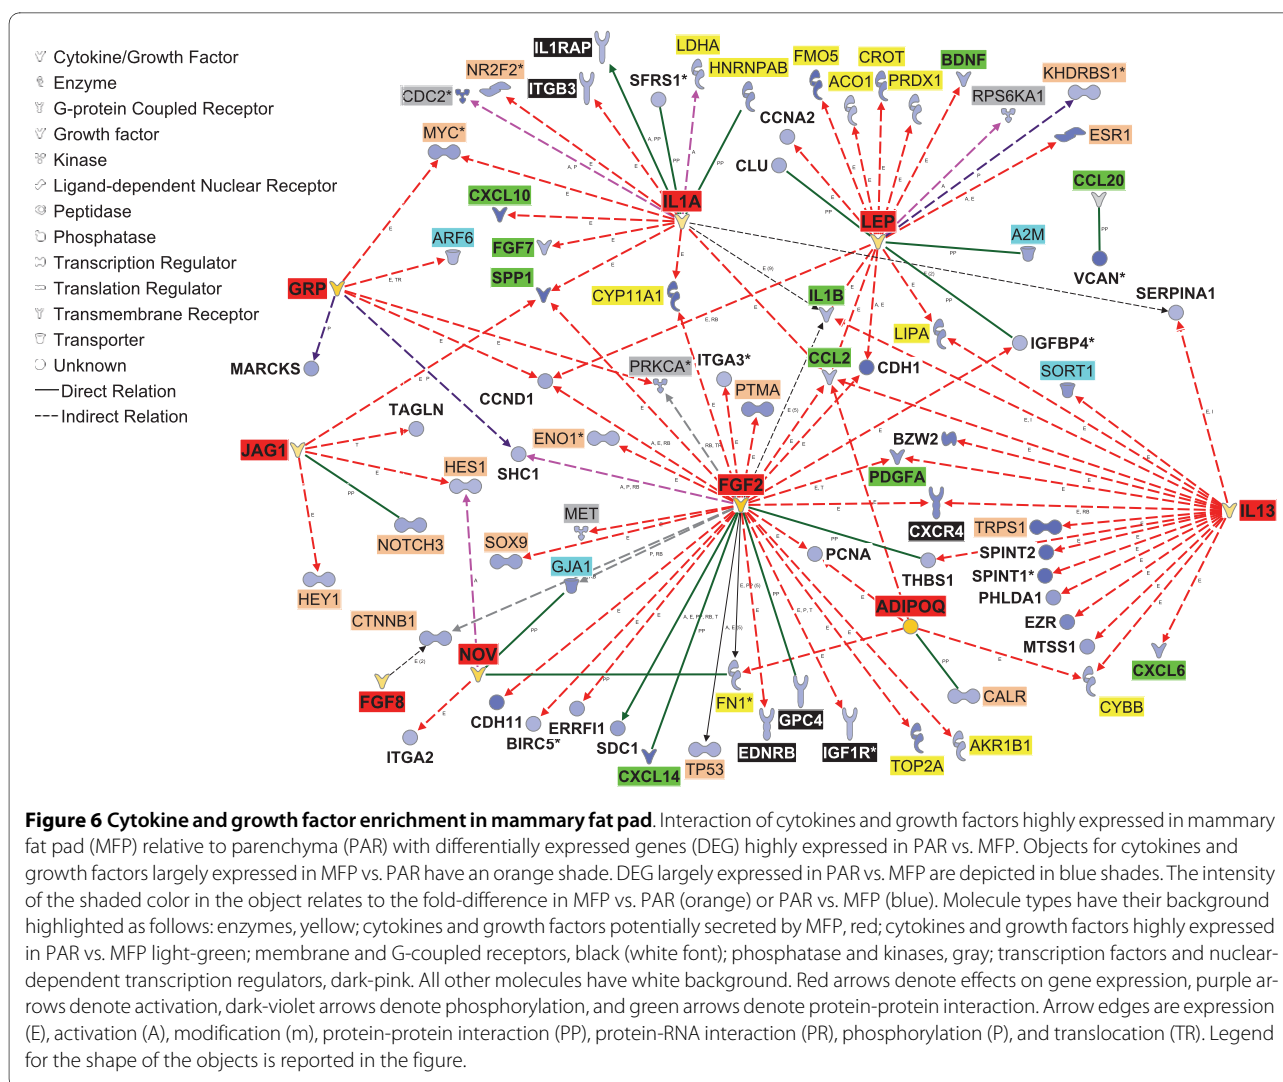 Cytokine/Growth Factor
Enzyme
G-protein Coupled Receptor
Growth factor
Kinase
Ligand-dependent Nuclear Receptor
Peptidase
Phosphatase
Transcription Regulator
Translation Regulator
Transmembrane Receptor
Transporter
Unknown
Direct Relation
Indirect Relation
IL1RAP
LDHA
FMO5
CROT
BDNF
NR2F2*
ITGB3
SFRS1*
HNRNPAB
ACO1
PRDX1
KHDRBS1*
CDC2*
RPS6KA1
MYC*
CCNA2
ESR1
CLU
CCL20
CXCL10
IL1A
LEP
ARF6
FGF7
A2M
SPP1
VCAN*
GRP
CYP11A1
IL1B
SERPINA1
LIPA
IGFBP4*
MARCKS
PRKCA*
ITGA3*
CCL2
CDH1
SORT1
CCND1
PTMA
TAGLN
ENO1*
BZW2
JAG1
HES1
SHC1
FGF2
PDGFA
IL13
MET
CXCR4
TRPS1
NOTCH3
SOX9
PCNA
SPINT2
GJA1
THBS1
SPINT1*
HEY1
PHLDA1
CTNNB1
ADIPOQ
EZR
NOV
MTSS1
CXCL6
FGF8
FN1*
CALR
CYBB
CDH11
GPC4
ITGA2
BIRC5*
ERRFI1
SDC1
EDNRB
IGF1R*
AKR1B1
CXCL14
TP53
TOP2A
Figure 6 Cytokine and growth factor enrichment in mammary fat pad. Interaction of cytokines and growth factors highly expressed in mammary
fat pad (MFP) relative to parenchyma (PAR) with differentially expressed genes (DEG) highly expressed in PAR vs. MFP. Objects for cytokines and
growth factors largely expressed in MFP vs. PAR have an orange shade. DEG largely expressed in PAR vs. MFP are depicted in blue shades. The intensity
of the shaded color in the object relates to the fold-difference in MFP vs. PAR (orange) or PAR vs. MFP (blue). Molecule types have their background
highlighted as follows: enzymes, yellow; cytokines and growth factors potentially secreted by MFP, red; cytokines and growth factors highly expressed
in PAR vs. MFP light-green; membrane and G-coupled receptors, black (white font); phosphatase and kinases, gray; transcription factors and nuclear-
dependent transcription regulators, dark-pink. All other molecules have white background. Red arrows denote effects on gene expression, purple ar-
rows denote activation, dark-violet arrows denote phosphorylation, and green arrows denote protein-protein interaction. Arrow edges are expression
(E), activation (A), modification (m), protein-protein interaction (PP), protein-RNA interaction (PR), phosphorylation (P), and translocation (TR). Legend
for the shape of the objects is reported in the figure.